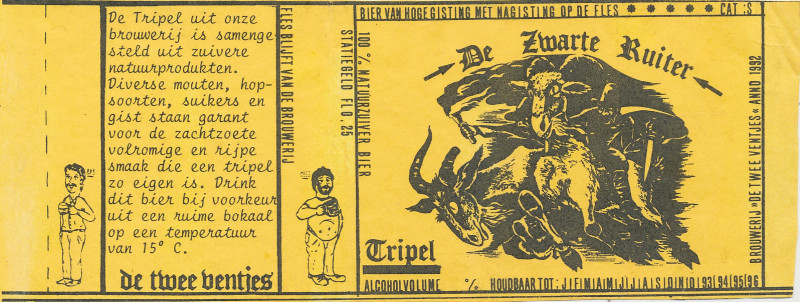 De Tripel uit onze
brouwerij is samenge-
steld uit zuivere
natuurprodukten.
Diverse mouten, hop-
soorten, suikers en
gist staan garant
voor de zachtzoete
volromige en rijpe
smaak die een tripel
zo eigen is. Drink
dit bier bij voorkeur
uit een ruime bokaal
op een temperatuur
van 15° C.
de twee ventjes
FLES BLIJFT VAN DE BROUWERIJ
STATIEGELD FL 0,25
100 % NATUURZUIVER BIER
BIER VAN HOGE GISTING MET NAGISTING OP DE FLES * * * * * CAT :S
De Zwarte Ruiter
Tripel
ALCOHOLVOLUME % HOUDBAAR TOT : J|F|M|A|M|J|J|A|S|O|N|D|93|94|95|96
BROUWERIJ »DE TWEE VENTJES« ANNO 1992